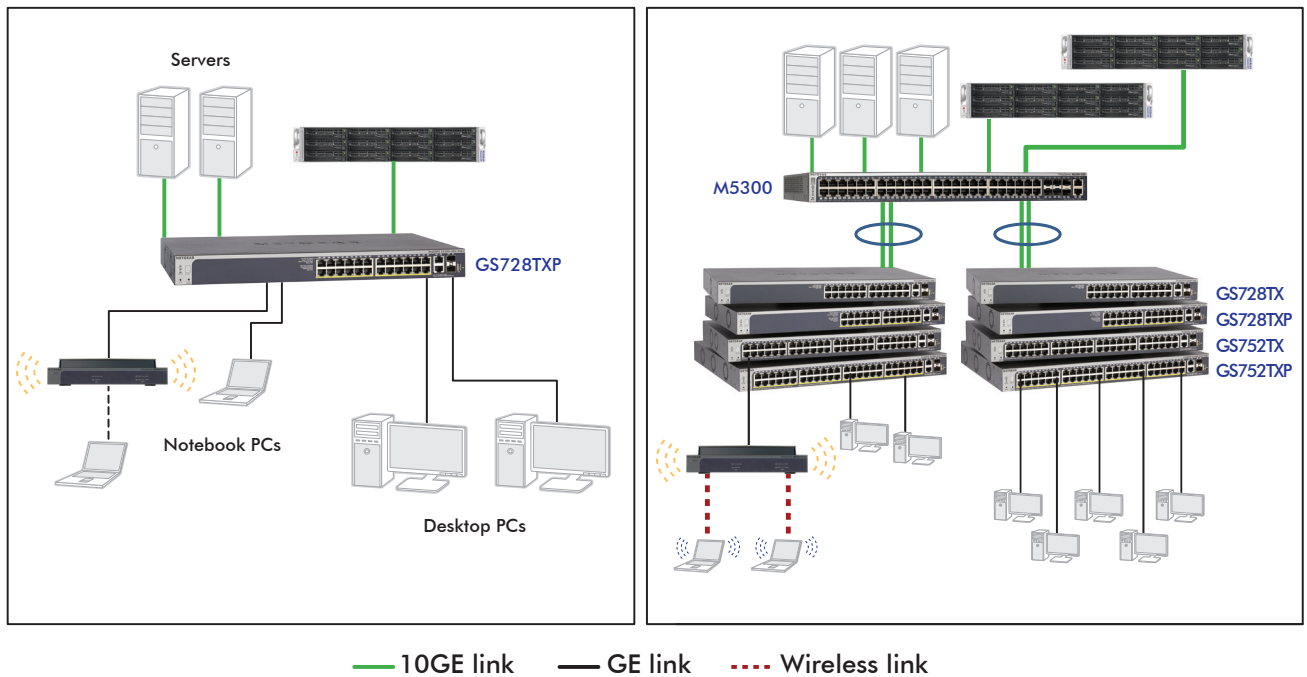 Servers
GS728TXP
Notebook PCs
Desktop PCs
M5300
GS728TX
GS728TXP
GS752TX
GS752TXP
10GE link
GE link
Wireless link